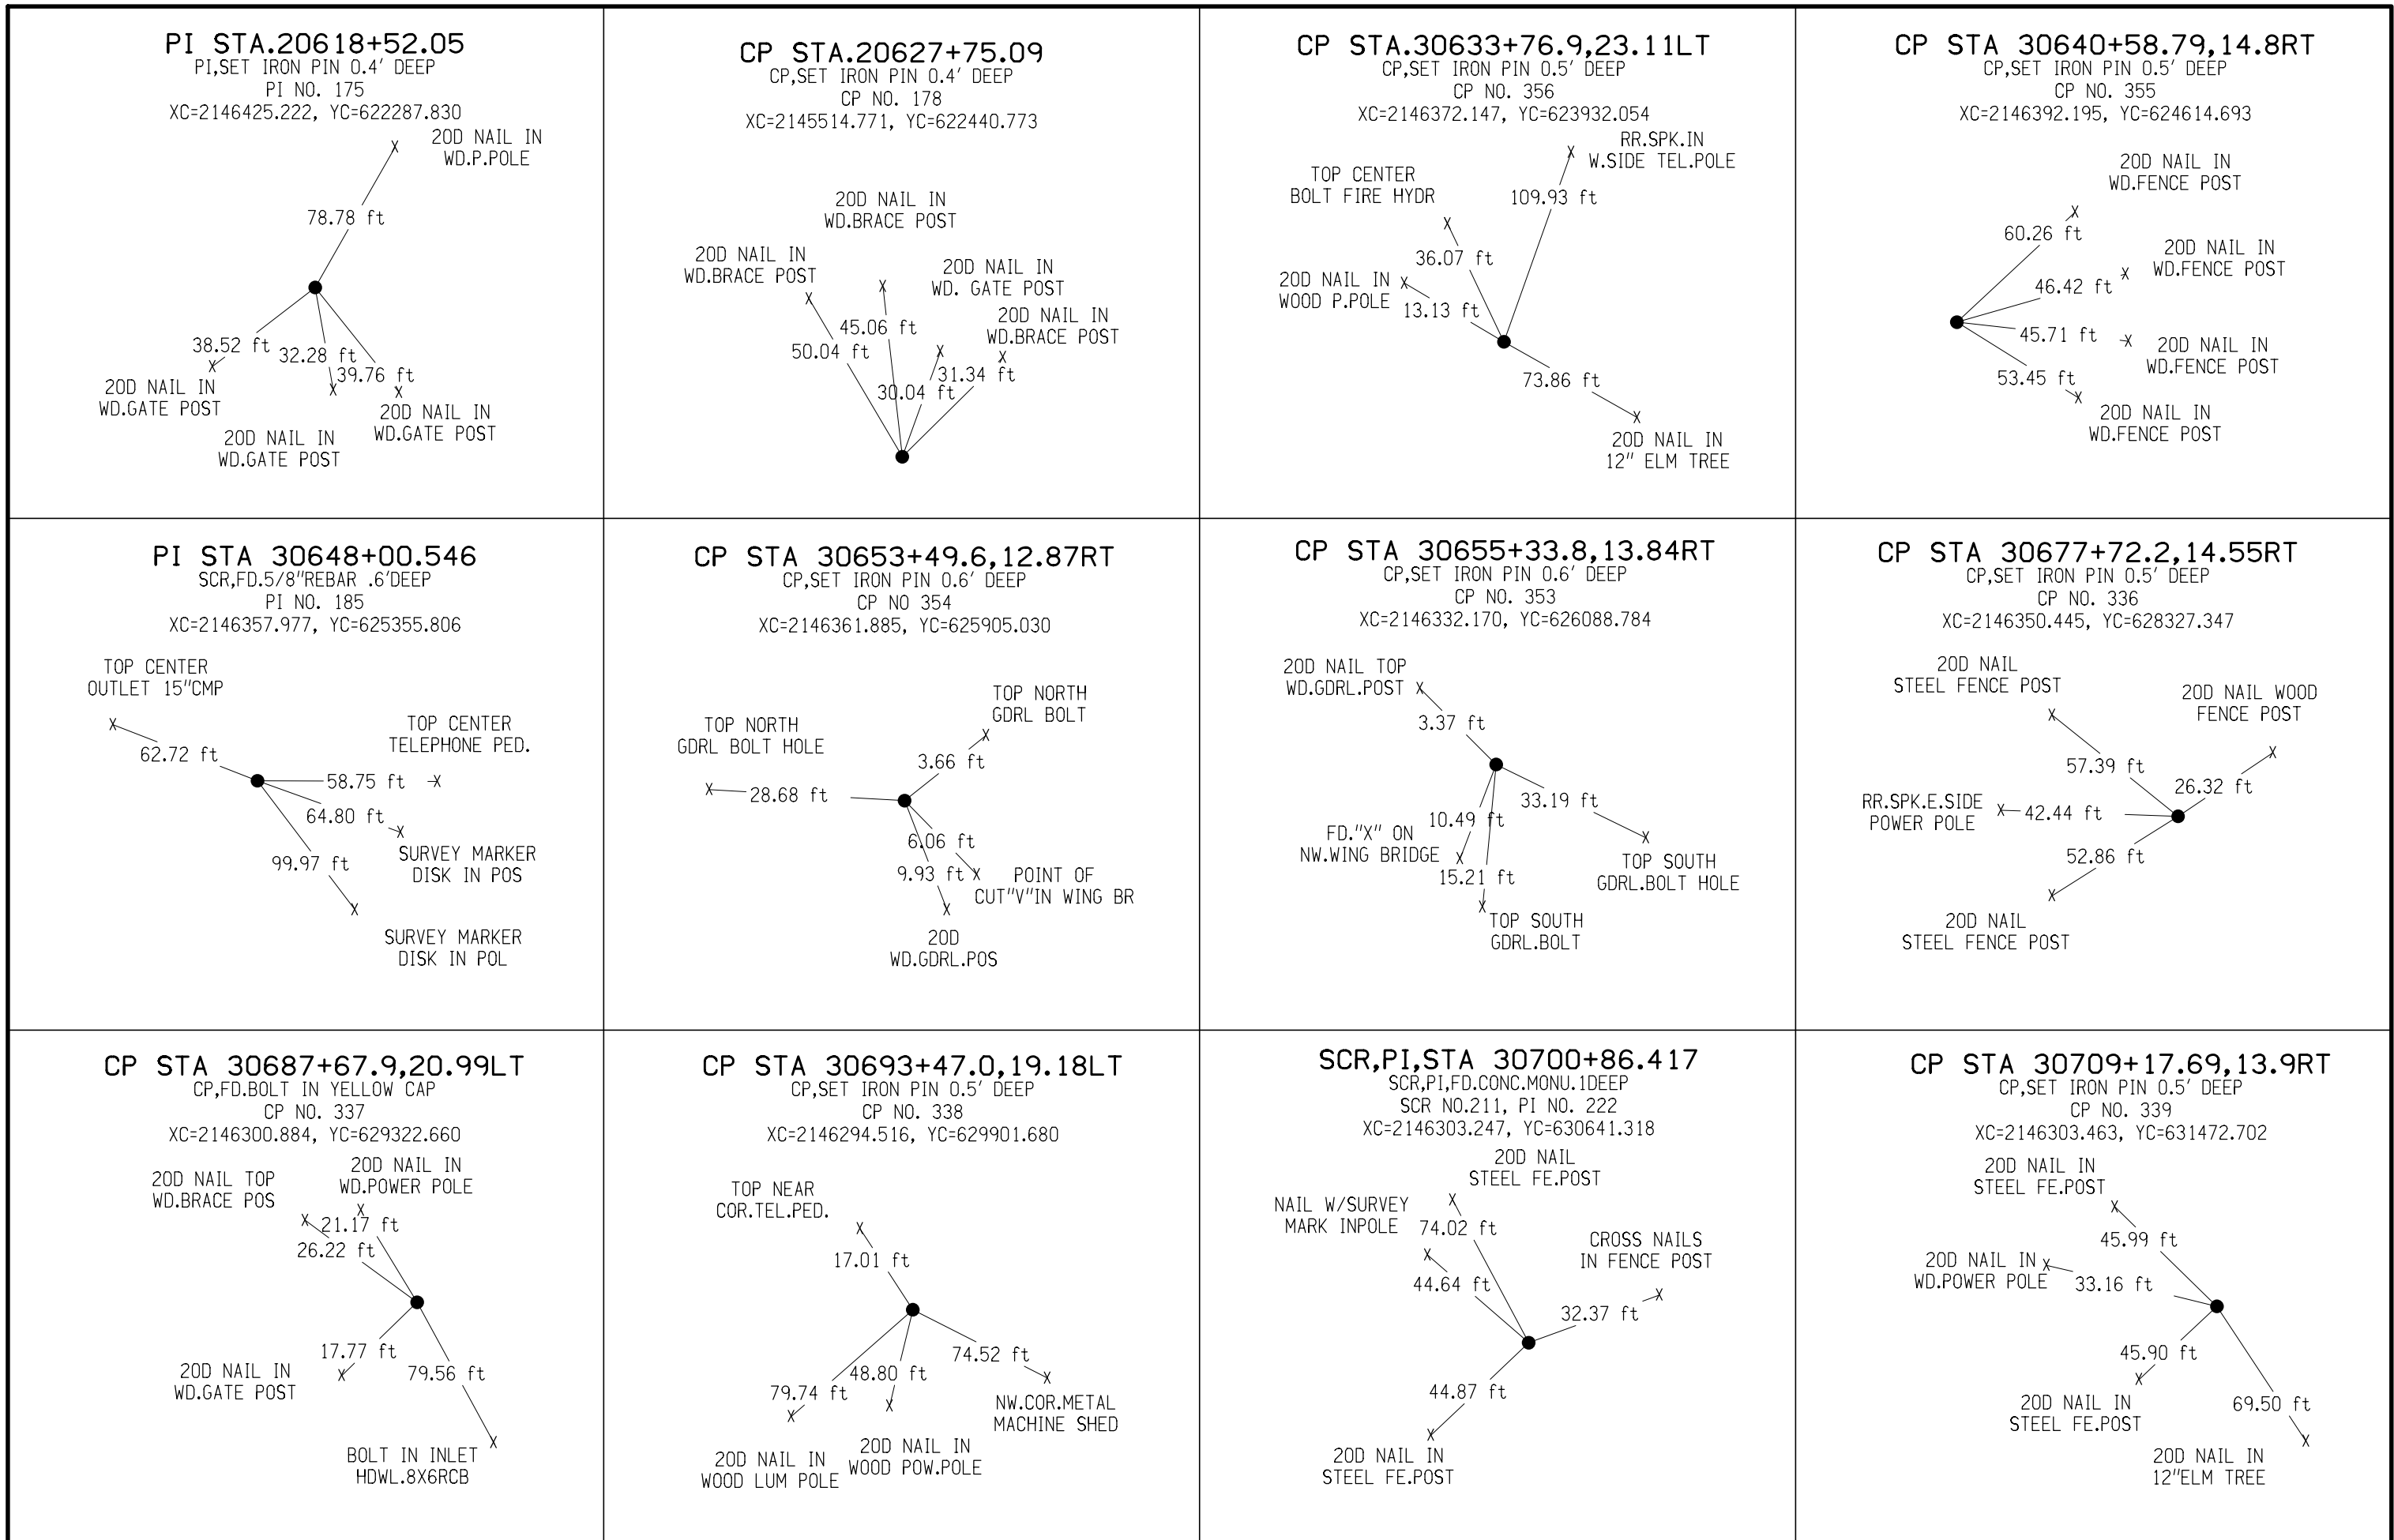 PI STA.20618+52.05
PI,SET IRON PIN 0.4' DEEP
PI NO. 175
XC=2146425.222, YC=622287.830
20D NAIL IN
WD.P.POLE
78.78 ft
38.52 ft
32.28 ft
39.76 ft
20D NAIL IN
WD.GATE POST
20D NAIL IN
WD.GATE POST
20D NAIL IN
WD.GATE POST
CP STA.20627+75.09
CP,SET IRON PIN 0.4' DEEP
CP NO. 178
XC=2145514.771, YC=622440.773
20D NAIL IN
WD.BRACE POST
20D NAIL IN
WD.BRACE POST
20D NAIL IN
WD. GATE POST
20D NAIL IN
WD.BRACE POST
45.06 ft
50.04 ft
31.34 ft
30.04 ft
CP STA.30633+76.9,23.11LT
CP,SET IRON PIN 0.5' DEEP
CP NO. 356
XC=2146372.147, YC=623932.054
RR.SPK.IN
W.SIDE TEL.POLE
TOP CENTER
BOLT FIRE HYDR
109.93 ft
36.07 ft
20D NAIL IN
WOOD P.POLE
13.13 ft
73.86 ft
20D NAIL IN
12" ELM TREE
CP STA 30640+58.79,14.8RT
CP,SET IRON PIN 0.5' DEEP
CP NO. 355
XC=2146392.195, YC=624614.693
20D NAIL IN
WD.FENCE POST
60.26 ft
20D NAIL IN
WD.FENCE POST
46.42 ft
45.71 ft
20D NAIL IN
WD.FENCE POST
53.45 ft
20D NAIL IN
WD.FENCE POST
PI STA 30648+00.546
SCR,FD.5/8"REBAR .6'DEEP
PI NO. 185
XC=2146357.977, YC=625355.806
TOP CENTER
OUTLET 15"CMP
TOP CENTER
TELEPHONE PED.
62.72 ft
58.75 ft
64.80 ft
99.97 ft
SURVEY MARKER
DISK IN POS
SURVEY MARKER
DISK IN POL
CP STA 30653+49.6,12.87RT
CP,SET IRON PIN 0.6' DEEP
CP NO 354
XC=2146361.885, YC=625905.030
TOP NORTH
GDRL BOLT
TOP NORTH
GDRL BOLT HOLE
3.66 ft
28.68 ft
6.06 ft
9.93 ft
POINT OF
CUT"V"IN WING BR
20D
WD.GDRL.POS
CP STA 30655+33.8,13.84RT
CP,SET IRON PIN 0.6' DEEP
CP NO. 353
XC=2146332.170, YC=626088.784
20D NAIL TOP
WD.GDRL.POST
3.37 ft
33.19 ft
10.49 ft
FD."X" ON
NW.WING BRIDGE
15.21 ft
TOP SOUTH
GDRL.BOLT HOLE
TOP SOUTH
GDRL.BOLT
CP STA 30677+72.2,14.55RT
CP,SET IRON PIN 0.5' DEEP
CP NO. 336
XC=2146350.445, YC=628327.347
20D NAIL
STEEL FENCE POST
20D NAIL WOOD
FENCE POST
57.39 ft
26.32 ft
RR.SPK.E.SIDE
POWER POLE
42.44 ft
52.86 ft
20D NAIL
STEEL FENCE POST
CP STA 30687+67.9,20.99LT
CP,FD.BOLT IN YELLOW CAP
CP NO. 337
XC=2146300.884, YC=629322.660
20D NAIL TOP
WD.BRACE POS
20D NAIL IN
WD.POWER POLE
21.17 ft
26.22 ft
17.77 ft
79.56 ft
20D NAIL IN
WD.GATE POST
BOLT IN INLET
HDWL.8X6RCB
CP STA 30693+47.0,19.18LT
CP,SET IRON PIN 0.5' DEEP
CP NO. 338
XC=2146294.516, YC=629901.680
TOP NEAR
COR.TEL.PED.
17.01 ft
74.52 ft
48.80 ft
79.74 ft
NW.COR.METAL
MACHINE SHED
20D NAIL IN
WOOD LUM POLE
20D NAIL IN
WOOD POW.POLE
SCR,PI,STA 30700+86.417
SCR,PI,FD.CONC.MONU.1DEEP
SCR NO.211, PI NO. 222
XC=2146303.247, YC=630641.318
20D NAIL
STEEL FE.POST
NAIL W/SURVEY
MARK INPOLE
74.02 ft
CROSS NAILS
IN FENCE POST
44.64 ft
32.37 ft
44.87 ft
20D NAIL IN
STEEL FE.POST
CP STA 30709+17.69,13.9RT
CP,SET IRON PIN 0.5' DEEP
CP NO. 339
XC=2146303.463, YC=631472.702
20D NAIL IN
STEEL FE.POST
45.99 ft
20D NAIL IN
WD.POWER POLE
33.16 ft
45.90 ft
20D NAIL IN
STEEL FE.POST
69.50 ft
20D NAIL IN
12"ELM TREE